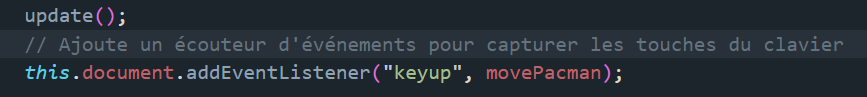 update();
// Ajoute un écouteur d'événements pour capturer les touches du clavier
this.document.addEventListener("keyup", movePacman);